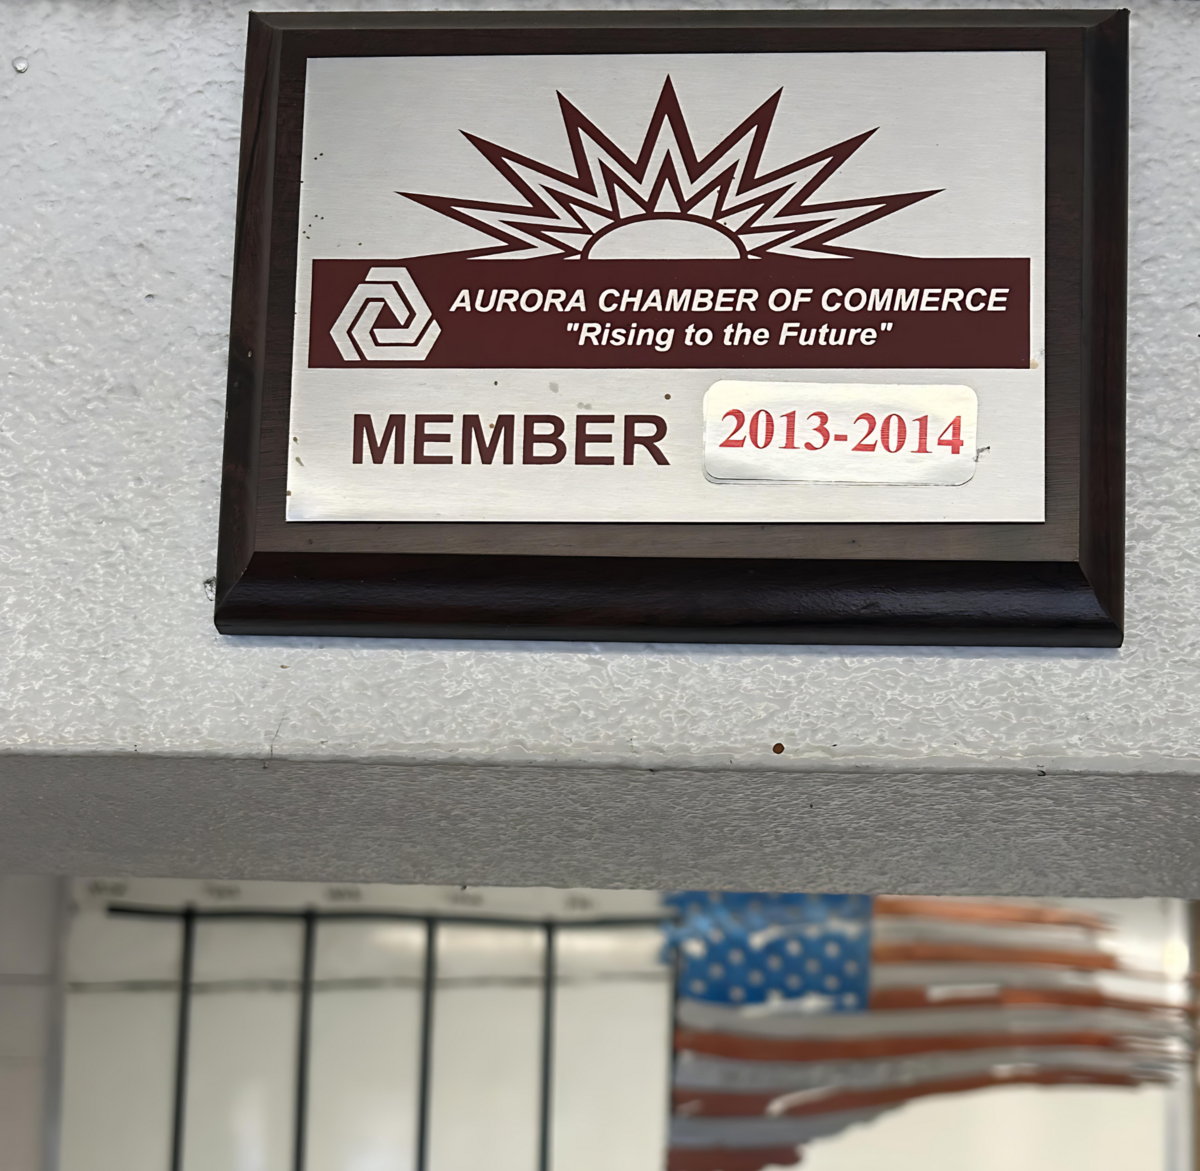 AURORA CHAMBER OF COMMERCE
"Rising to the Future"
MEMBER 2013-2014